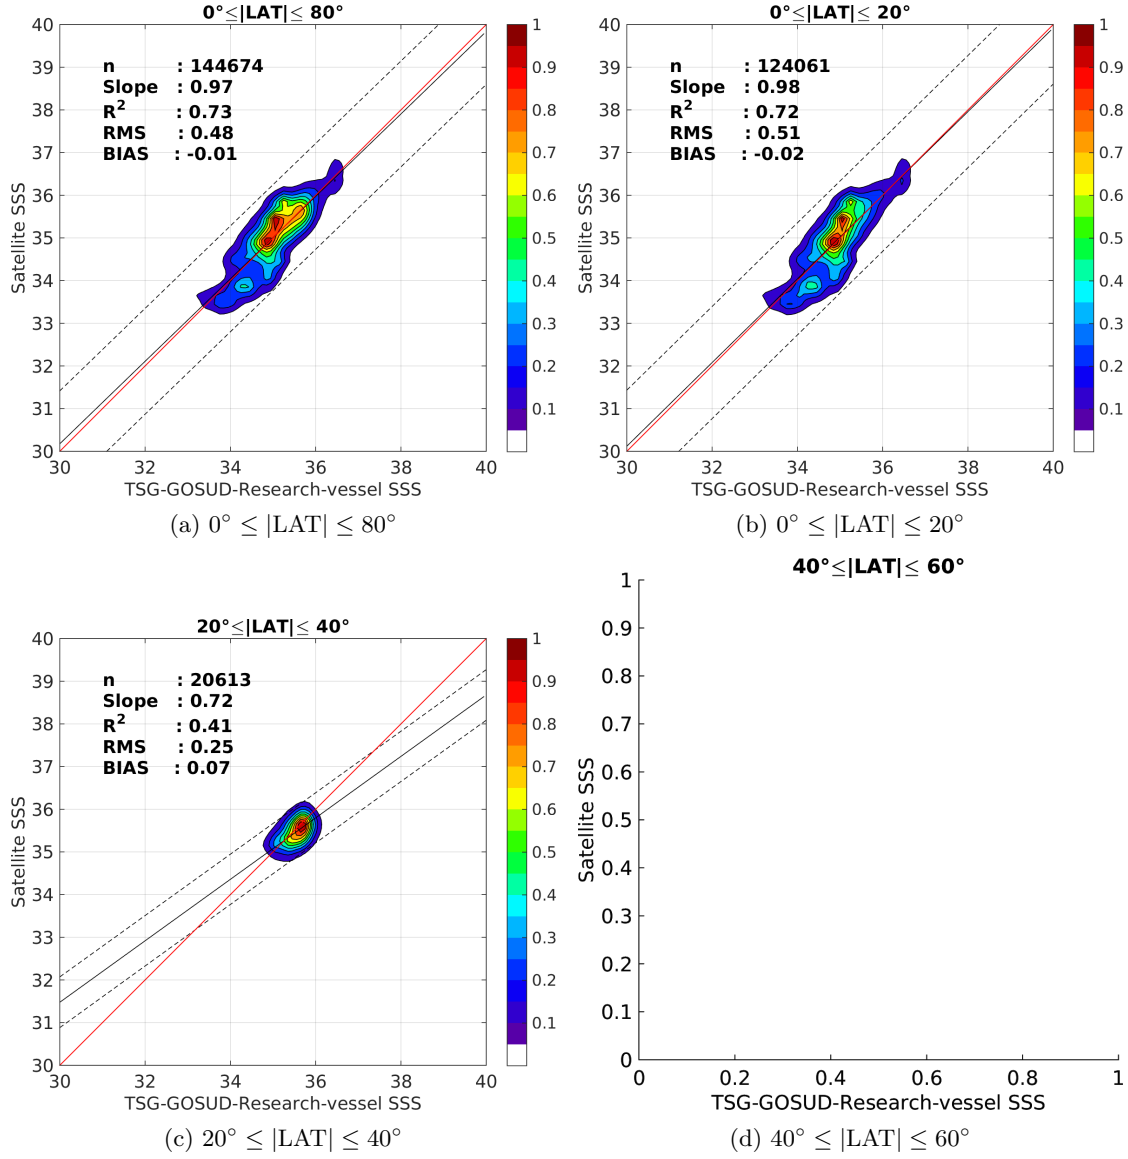 0°≤|LAT|≤ 80°
n : 144674
Slope : 0.97
R² : 0.73
RMS : 0.48
BIAS : -0.01
40
39
38
37
36
35
34
33
32
31
30
30 32 34 36 38 40
Satellite SSS
TSG-GOSUD-Research-vessel SSS
1
0.9
0.8
0.7
0.6
0.5
0.4
0.3
0.2
0.1
(a) 0° ≤ |LAT| ≤ 80°
0°≤|LAT|≤ 20°
n : 124061
Slope : 0.98
R² : 0.72
RMS : 0.51
BIAS : -0.02
40
39
38
37
36
35
34
33
32
31
30
30 32 34 36 38 40
Satellite SSS
TSG-GOSUD-Research-vessel SSS
1
0.9
0.8
0.7
0.6
0.5
0.4
0.3
0.2
0.1
(b) 0° ≤ |LAT| ≤ 20°
20°≤|LAT|≤ 40°
n : 20613
Slope : 0.72
R² : 0.41
RMS : 0.25
BIAS : 0.07
40
39
38
37
36
35
34
33
32
31
30
30 32 34 36 38 40
Satellite SSS
TSG-GOSUD-Research-vessel SSS
1
0.9
0.8
0.7
0.6
0.5
0.4
0.3
0.2
0.1
(c) 20° ≤ |LAT| ≤ 40°
40°≤|LAT|≤ 60°
1
0.9
0.8
0.7
0.6
0.5
0.4
0.3
0.2
0.1
0
0 0.2 0.4 0.6 0.8 1
Satellite SSS
TSG-GOSUD-Research-vessel SSS
(d) 40° ≤ |LAT| ≤ 60°